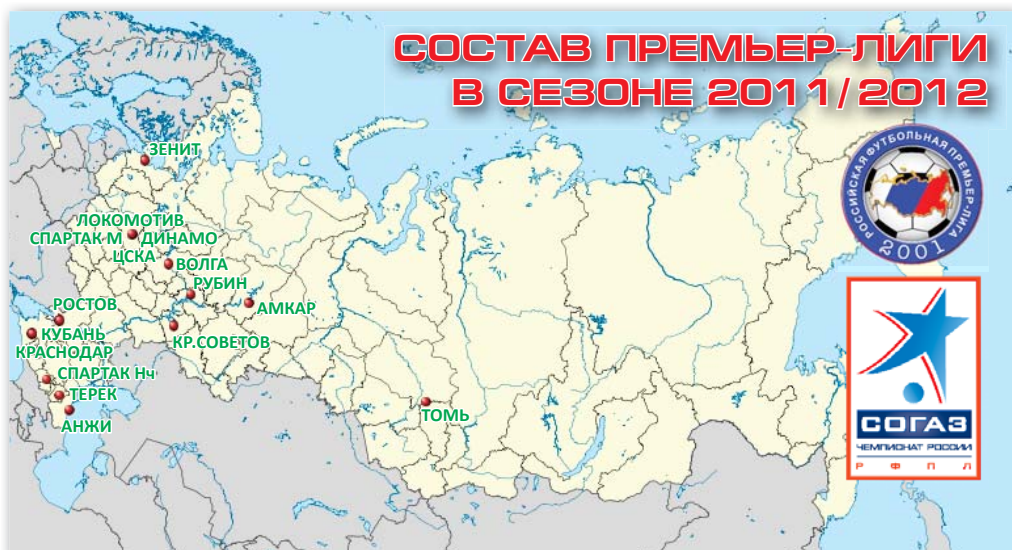 СОСТАВ ПРЕМЬЕР-ЛИГИ
В СЕЗОНЕ 2011/2012
РОССИЙСКАЯ ФУТБОЛЬНАЯ ПРЕМЬЕР-ЛИГА
2001
ЗЕНИТ
ЛОКОМОТИВ
СПАРТАК М ДИНАМО
ЦСКА
ВОЛГА
РУБИН
АМКАР
РОСТОВ
КУБАНЬ
КР.СОВЕТОВ
КРАСНОДАР
СПАРТАК Нч
ТЕРЕК
АНЖИ
ТОМЬ
СОГАЗ
ЧЕМПИОНАТ РОССИИ
Р Ф П Л